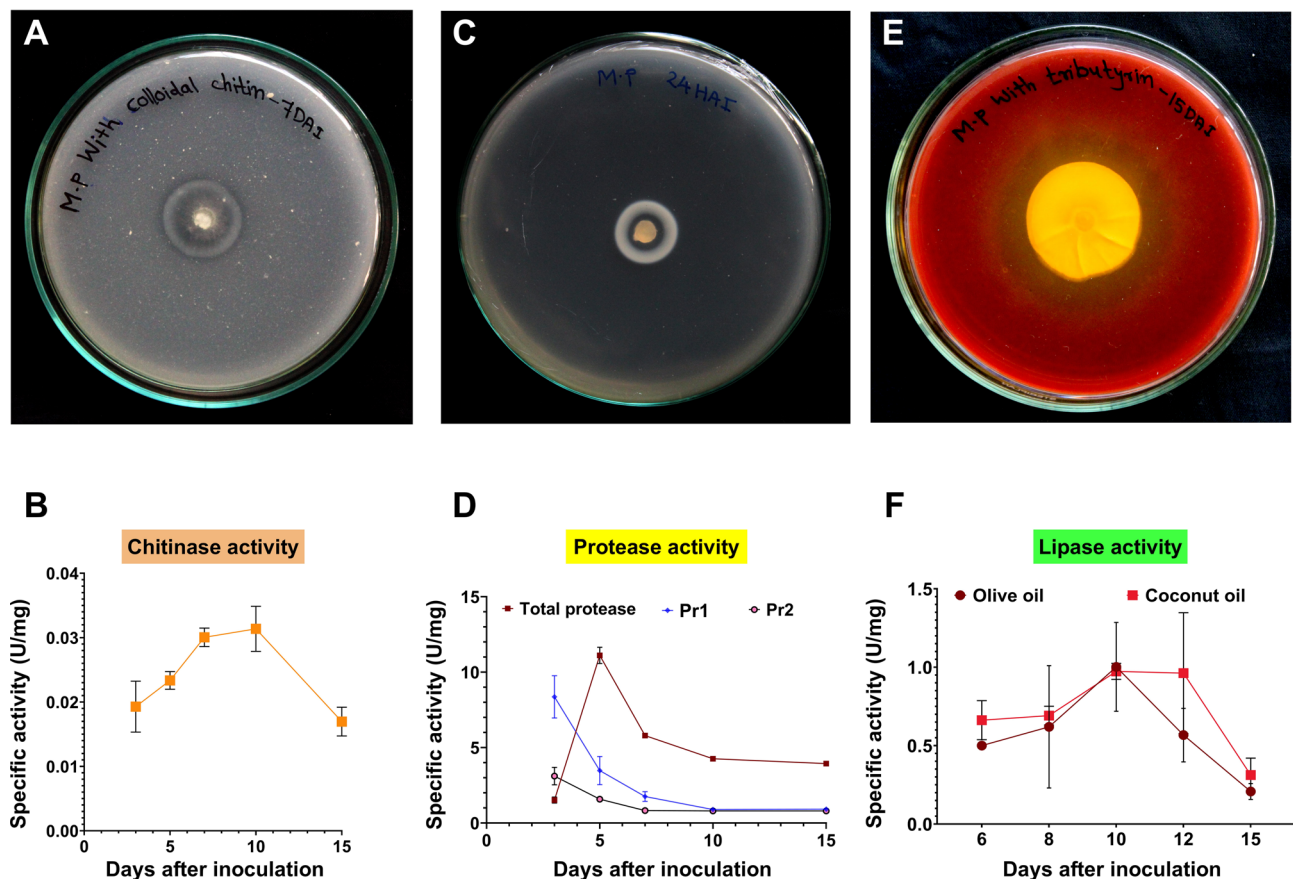 A
M.P With colloidal chitin-7DAI
C
M.P 24HAI
E
M.P With tributyrin-15DAI
B
Chitinase activity
Specific activity (U/mg)
0.04
0.03
0.02
0.01
0.00
0 5 10 15
Days after inoculation
D
Protease activity
Total protease Pr1 Pr2
Specific activity (U/mg)
15
10
5
0
0 5 10 15
Days after inoculation
F
Lipase activity
Olive oil Coconut oil
Specific activity (U/mg)
1.5
1.0
0.5
0.0
6 8 10 12 15
Days after inoculation